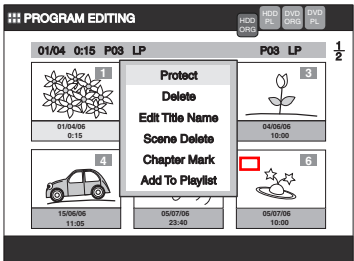 PROGRAM EDITING
HDD ORG
HDD PL
DVD ORG
DVD PL
01/04 0:15 P03 LP
P03 LP
1/2
1
01/04/06
0:15
Protect
Delete
Edit Title Name
Scene Delete
Chapter Mark
Add To Playlist
3
04/06/06
10:00
4
15/06/06
11:05
05/07/06
23:40
6
05/07/06
10:00